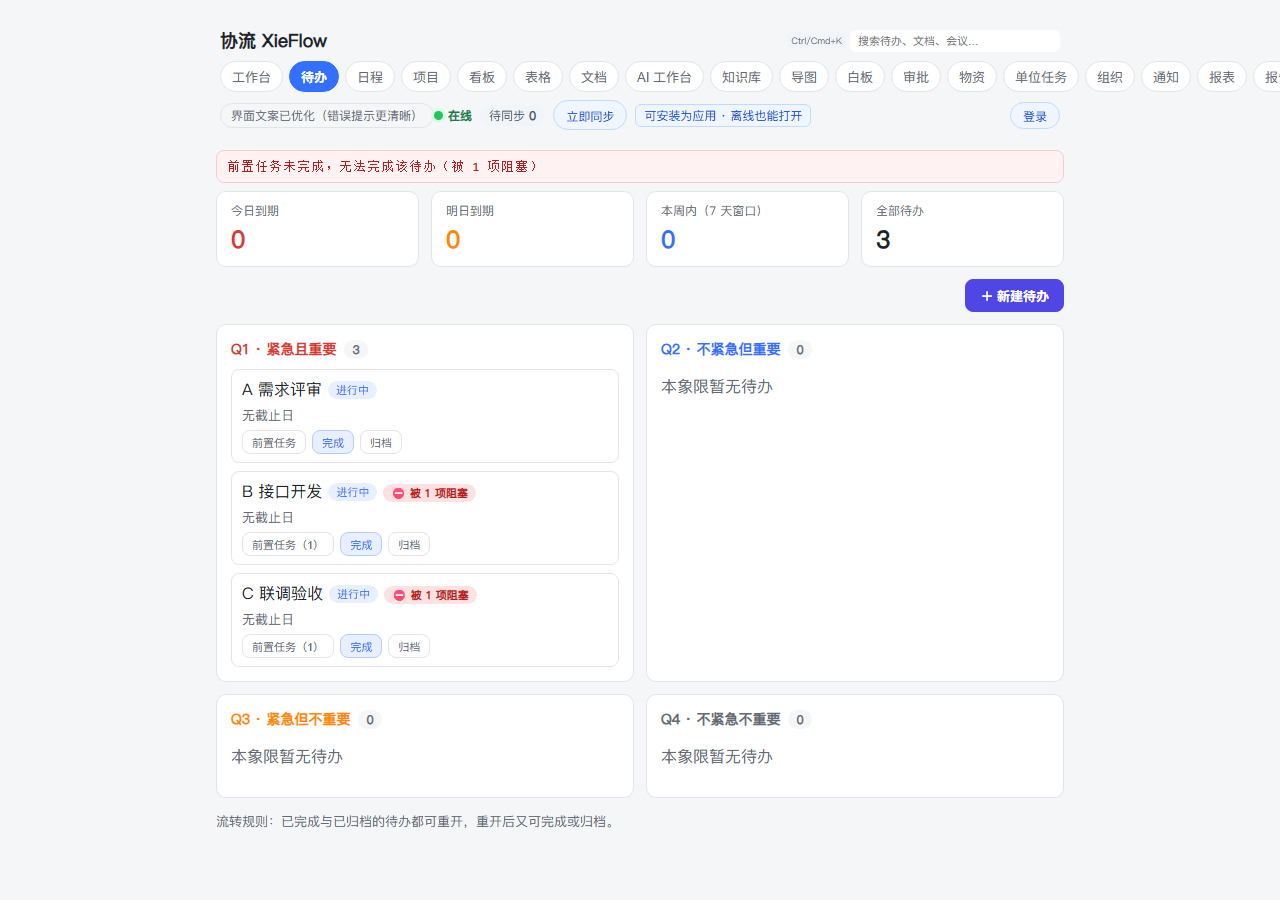 协流 XieFlow
Ctrl/Cmd+K 搜索待办、文档、会议…
工作台 待办 日程 项目 看板 表格 文档 AI 工作台 知识库 导图 白板 审批 物资 单位任务 组织 通知 报表
界面文案已优化（错误提示更清晰） 在线 待同步 0 立即同步 可安装为应用 · 离线也能打开 登录
前置任务未完成，无法完成该待办（被 1 项阻塞）
今日到期 明日到期 本周内（7 天窗口） 全部待办
0 0 0 3
＋ 新建待办
Q1 · 紧急且重要 3
A 需求评审 进行中
无截止日
前置任务 完成 归档
B 接口开发 进行中 ⛔ 被 1 项阻塞
无截止日
前置任务（1） 完成 归档
C 联调验收 进行中 ⛔ 被 1 项阻塞
无截止日
前置任务（1） 完成 归档
Q2 · 不紧急但重要 0
本象限暂无待办
Q3 · 紧急但不重要 0
本象限暂无待办
Q4 · 不紧急不重要 0
本象限暂无待办
流转规则：已完成与已归档的待办都可重开，重开后又可完成或归档。